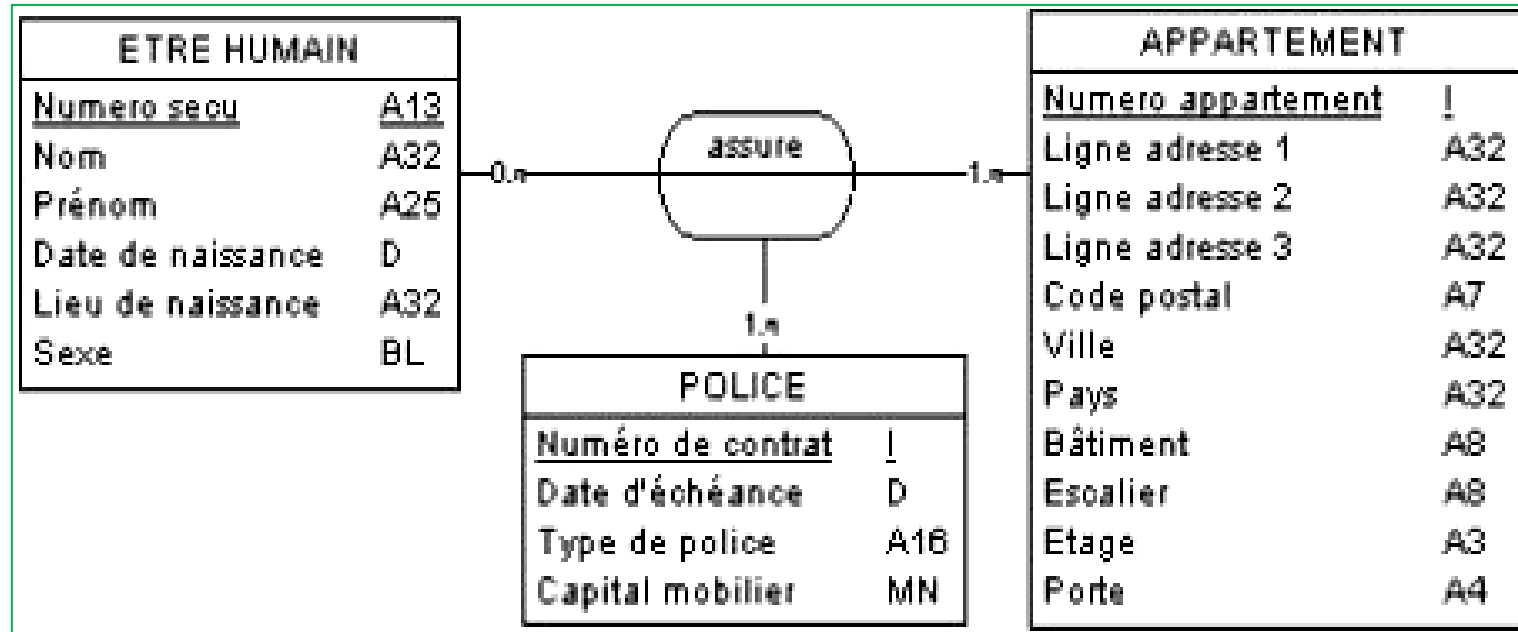 ETRE HUMAIN
Numero secu A13
Nom A32
Prénom A25
Date de naissance D
Lieu de naissance A32
Sexe BL
0.n
assure
1.n
1.n
POLICE
Numéro de contrat I
Date d'échéance D
Type de police A16
Capital mobilier MN
APPARTEMENT
Numero appartement I
Ligne adresse 1 A32
Ligne adresse 2 A32
Ligne adresse 3 A32
Code postal A7
Ville A32
Pays A32
Bâtiment A8
Escalier A8
Etage A3
Porte A4